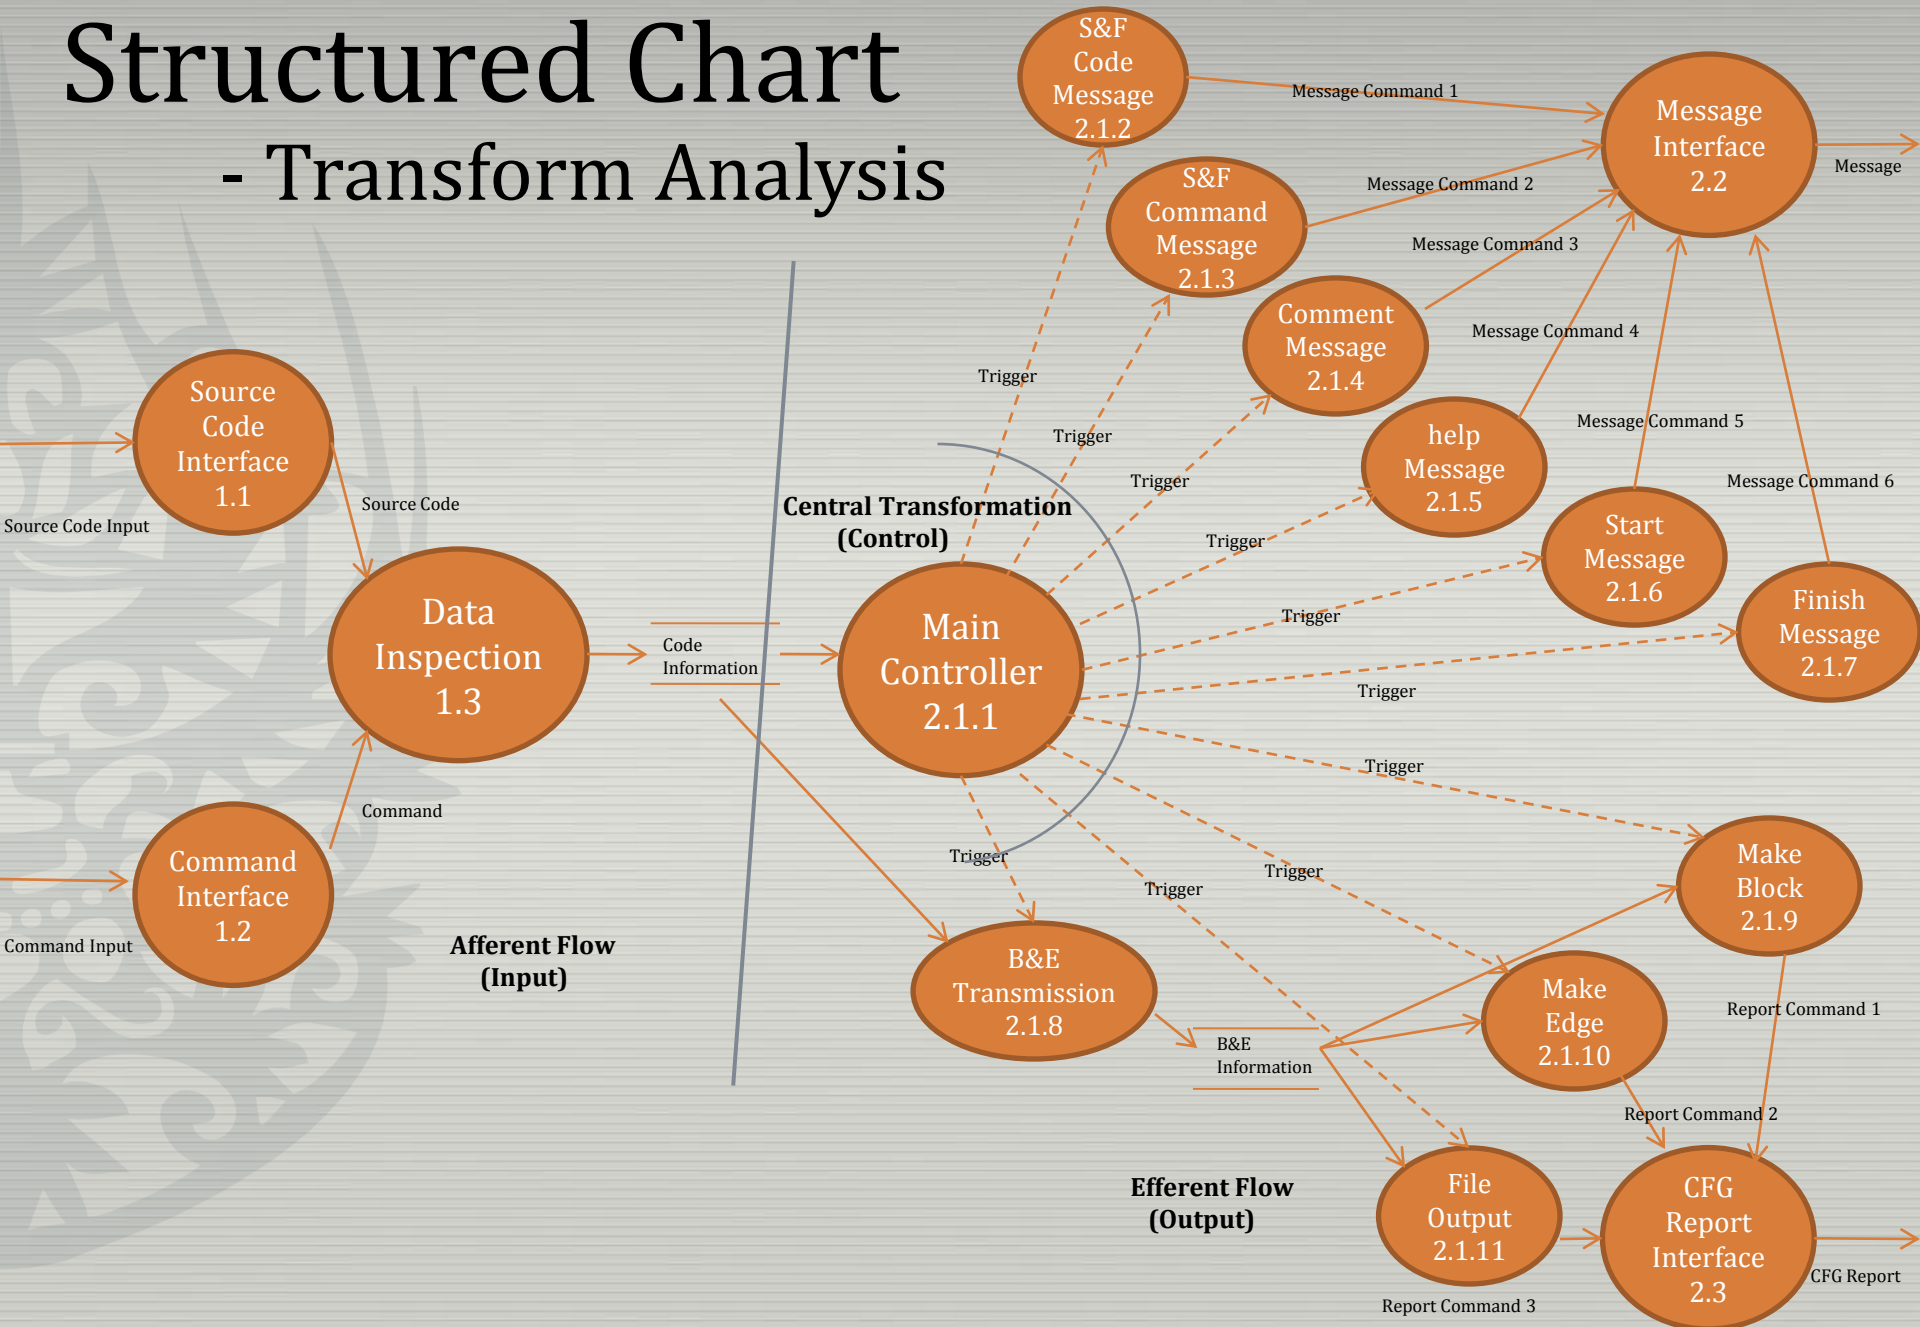 Structured Chart
- Transform Analysis
S&F
Code
Message
2.1.2
Message Command 1
Message
Interface
2.2
Message
S&F
Command
Message
2.1.3
Message Command 2
Message Command 3
Comment
Message
2.1.4
Message Command 4
help
Message
2.1.5
Message Command 5
Start
Message
2.1.6
Message Command 6
Finish
Message
2.1.7
Trigger
Trigger
Trigger
Trigger
Trigger
Trigger
Source
Code
Interface
1.1
Source Code Input
Source Code
Central Transformation
(Control)
Data
Inspection
1.3
Code
Information
Main
Controller
2.1.1
Command
Command
Interface
1.2
Command Input
Afferent Flow
(Input)
Trigger
Trigger
Trigger
Trigger
B&E
Transmission
2.1.8
B&E
Information
Make
Block
2.1.9
Make
Edge
2.1.10
Report Command 1
Report Command 2
Efferent Flow
(Output)
File
Output
2.1.11
Report Command 3
CFG
Report
Interface
2.3
CFG Report